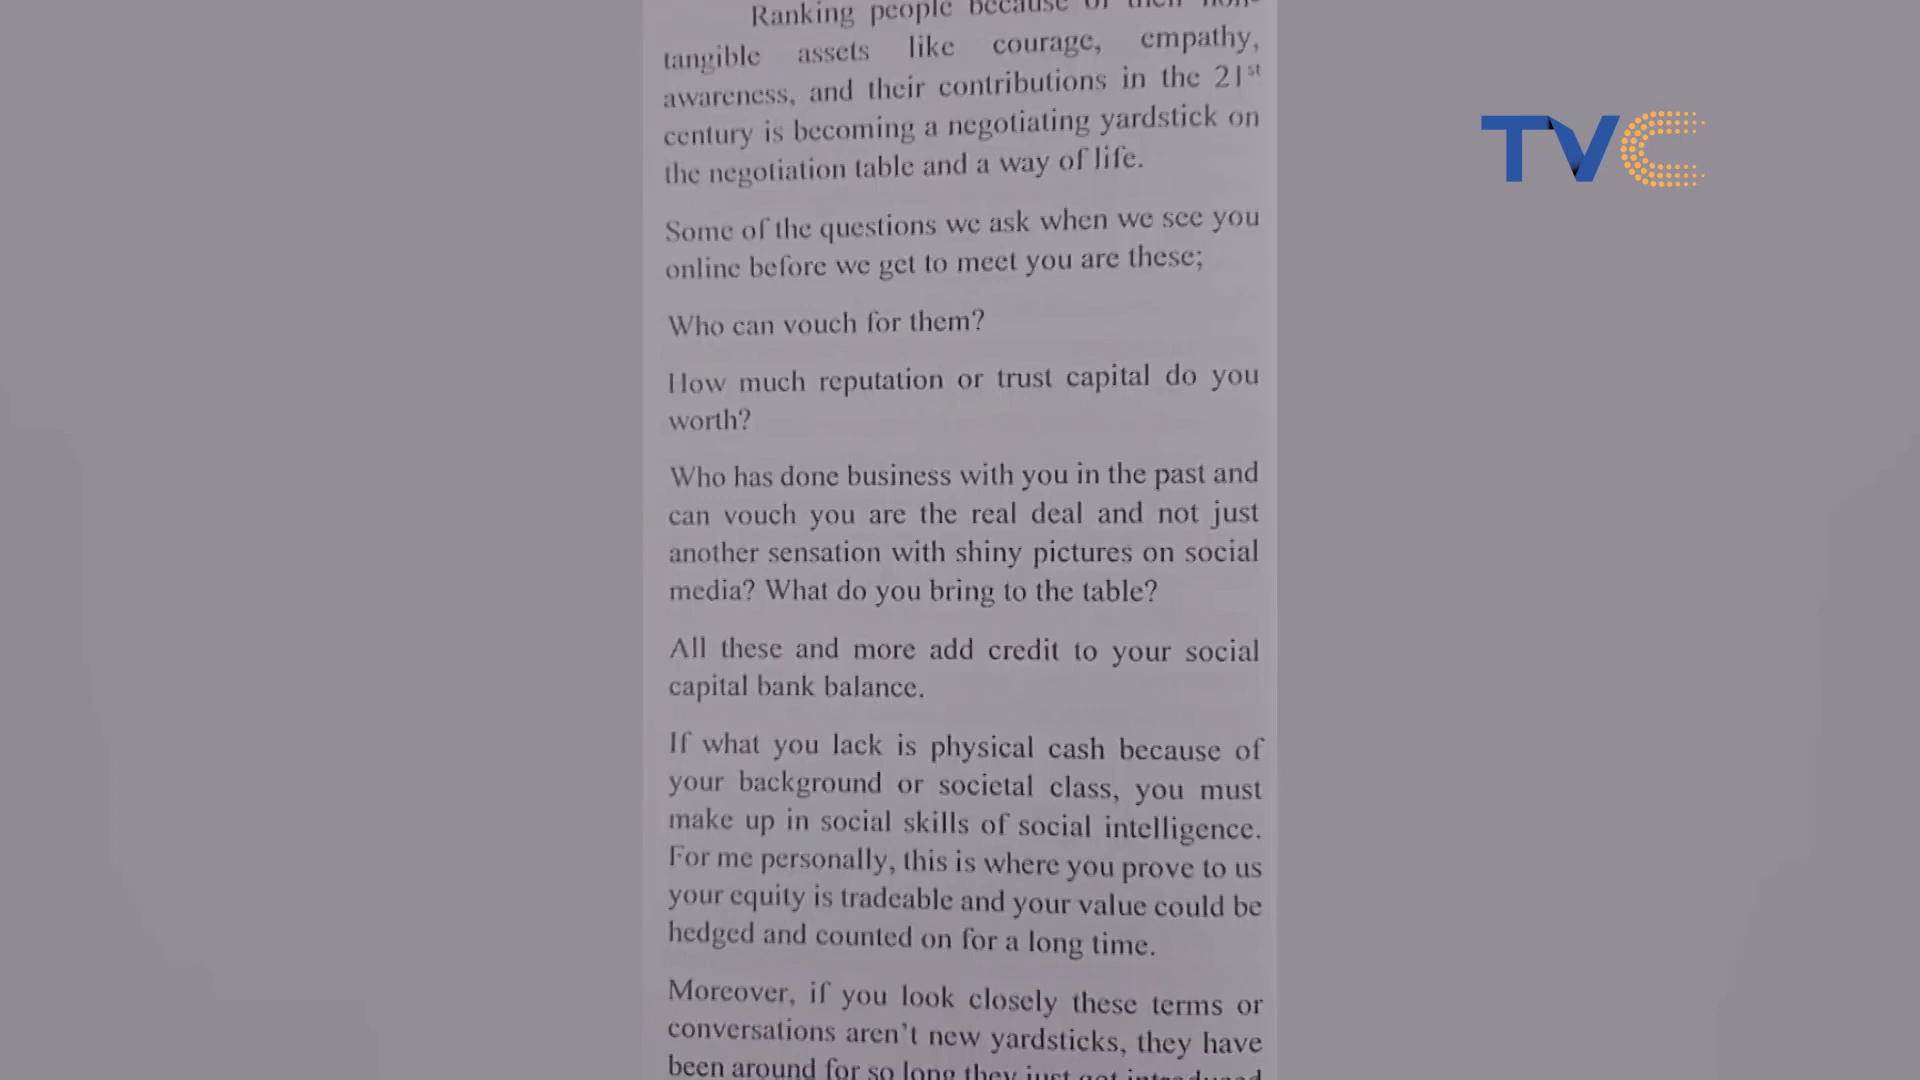 Ranking people because of their non-
tangible assets like courage, empathy,
awareness, and their contributions in the 21st
century is becoming a negotiating yardstick on
the negotiation table and a way of life.
Some of the questions we ask when we see you
online before we get to meet you are these;
Who can vouch for them?
How much reputation or trust capital do you
worth?
Who has done business with you in the past and
can vouch you are the real deal and not just
another sensation with shiny pictures on social
media? What do you bring to the table?
All these and more add credit to your social
capital bank balance.
If what you lack is physical cash because of
your background or societal class, you must
make up in social skills of social intelligence.
For me personally, this is where you prove to us
your equity is tradeable and your value could be
hedged and counted on for a long time.
Moreover, if you look closely these terms or
conversations aren't new yardsticks, they have
been around for so long they just got introduced
TVC